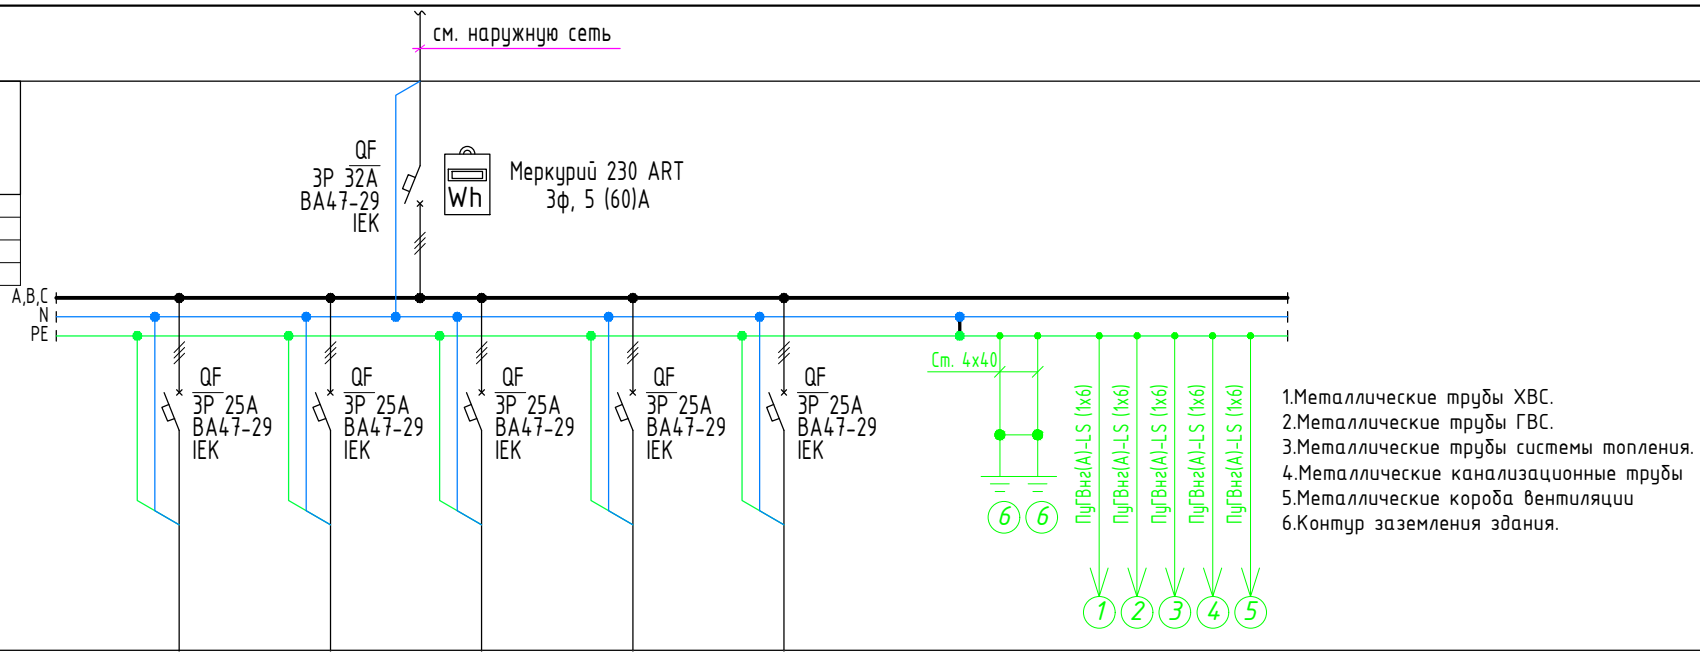 см. наружную сеть
QF
3P 32A
ВА47-29
IEK
Wh
Меркурий 230 ART
3ф, 5 (60)А
A,B,C
N
PE
QF
3P 25A
ВА47-29
IEK
QF
3P 25A
ВА47-29
IEK
QF
3P 25A
ВА47-29
IEK
QF
3P 25A
ВА47-29
IEK
QF
3P 25A
ВА47-29
IEK
Ст. 4х40
6
6
ПуГВнг(А)-LS (1х6)
ПуГВнг(А)-LS (1х6)
ПуГВнг(А)-LS (1х6)
ПуГВнг(А)-LS (1х6)
ПуГВнг(А)-LS (1х6)
1
2
3
4
5
1.Металлические трубы ХВС.
2.Металлические трубы ГВС.
3.Металлические трубы системы топления.
4.Металлические канализационные трубы
5.Металлические короба вентиляции
6.Контур заземления здания.